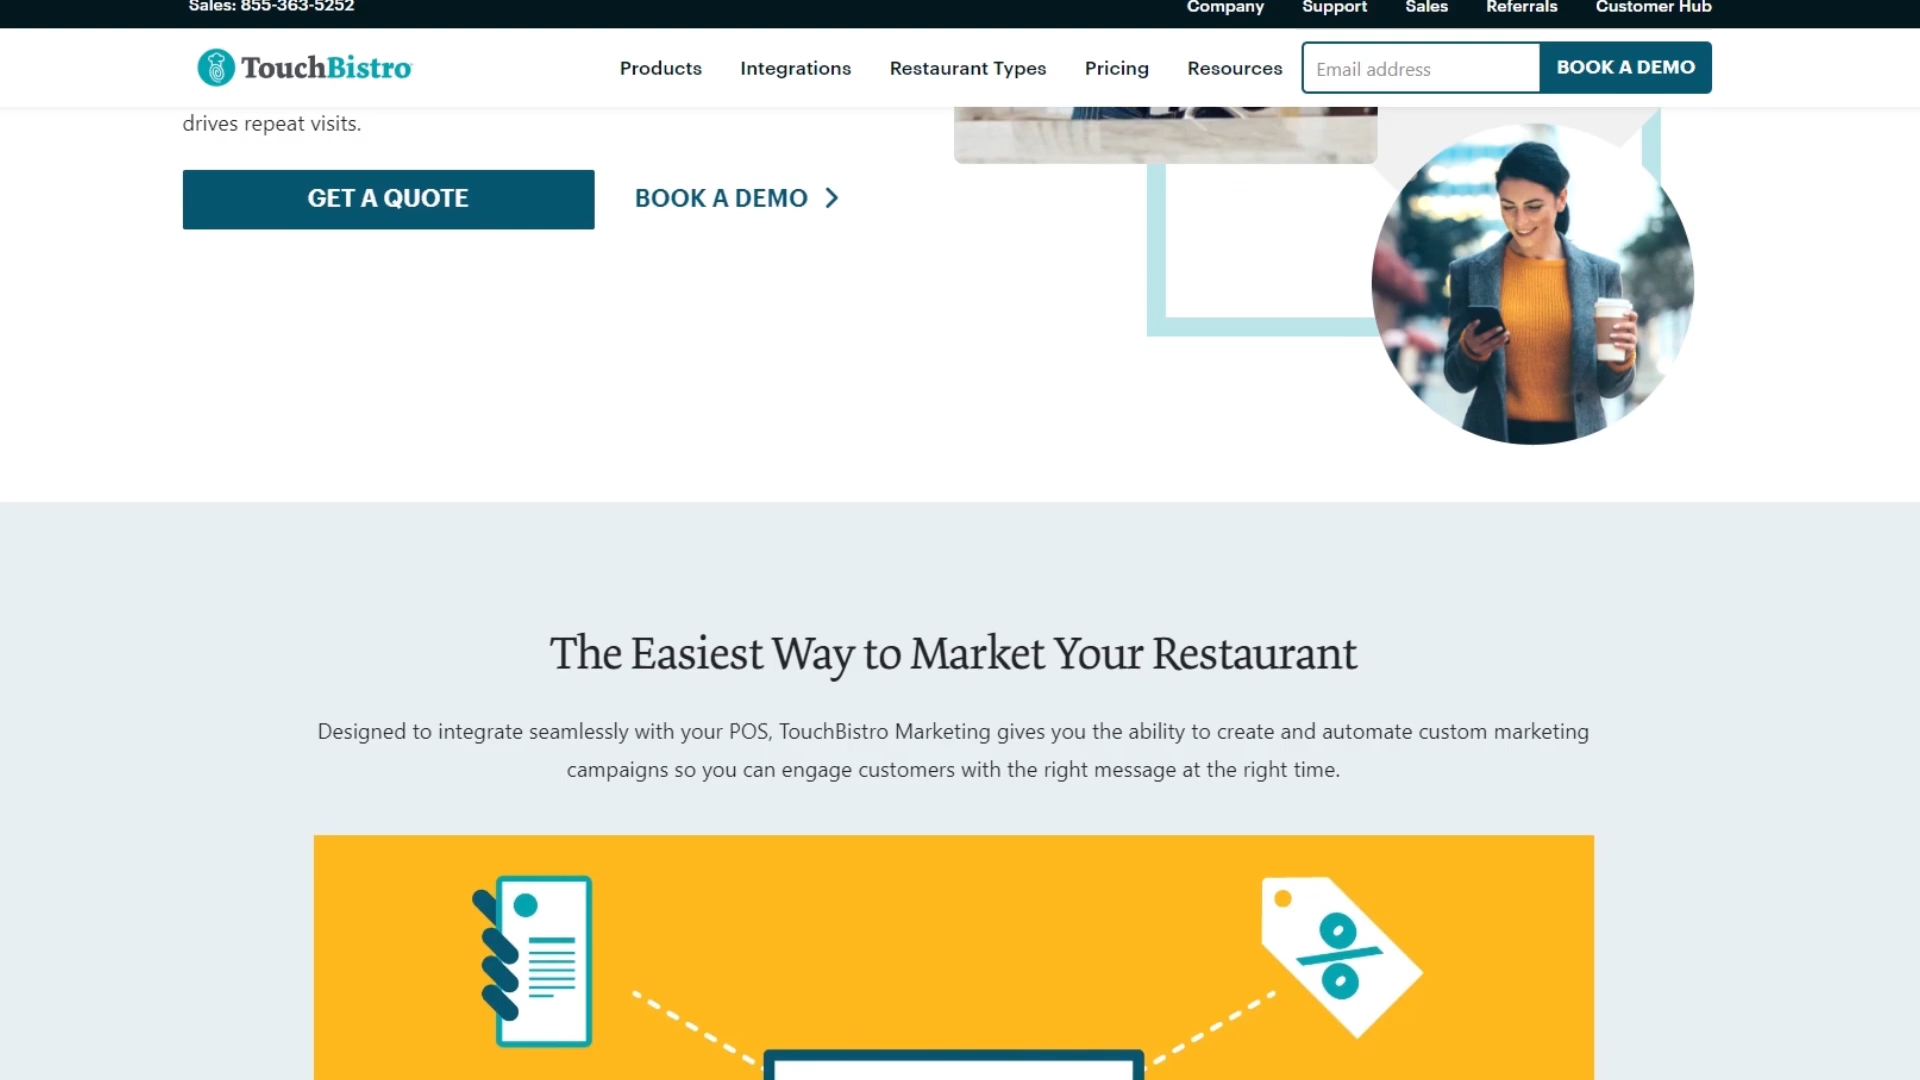 Sales: 855-363-5252
Company Support Sales Referrals Customer Hub
TouchBistro
Products Integrations Restaurant Types Pricing Resources Email address BOOK A DEMO
drives repeat visits.
GET A QUOTE BOOK A DEMO
The Easiest Way to Market Your Restaurant
Designed to integrate seamlessly with your POS, TouchBistro Marketing gives you the ability to create and automate custom marketing
campaigns so you can engage customers with the right message at the right time.
%